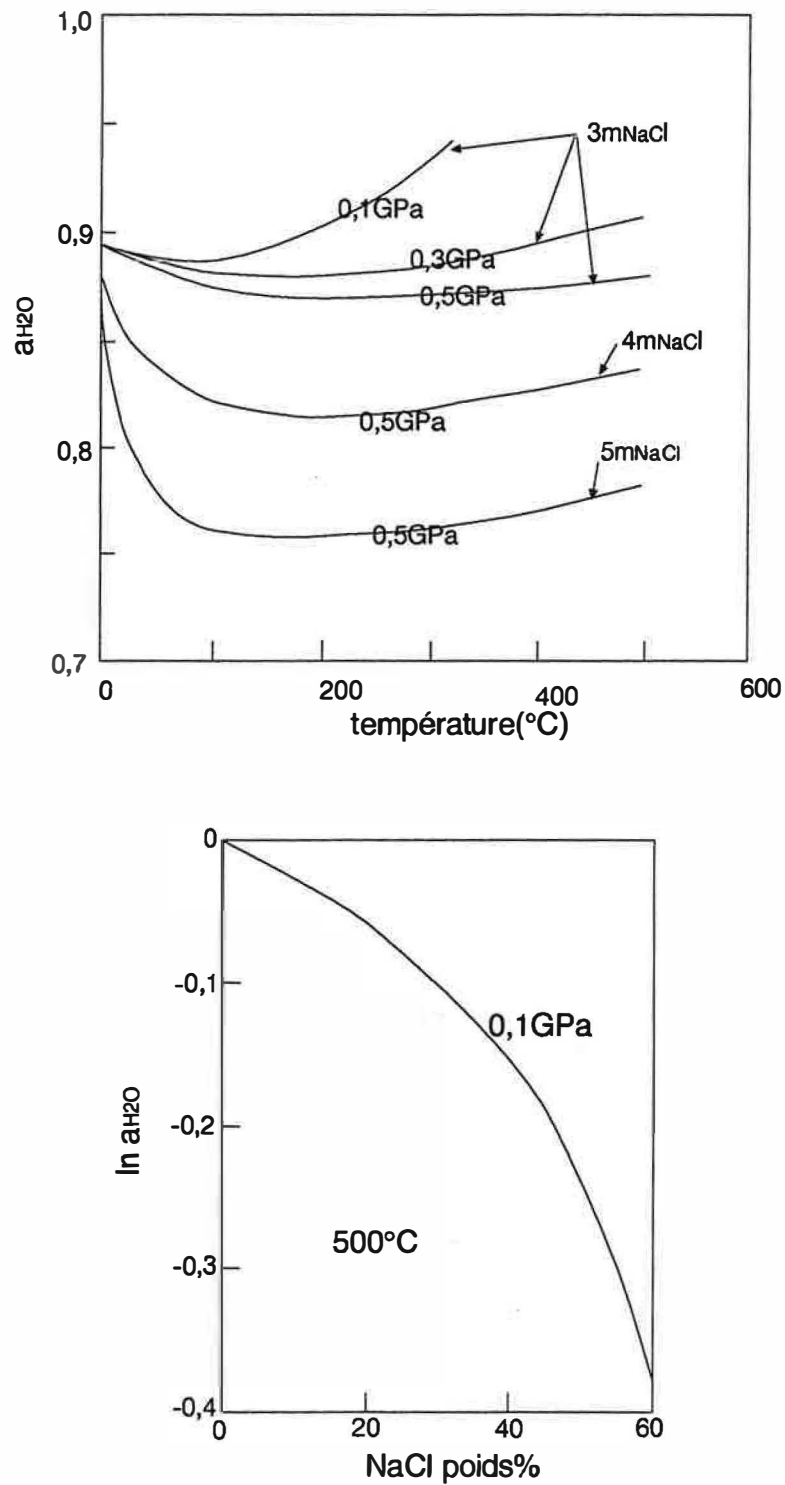 1,0
3mNaCl
0,1GPa
0,9
0,3GPa
0,5GPa
aH2O
4mNaCl
0,5GPa
5mNaCl
0,8
0,5GPa
0,7
0
200
400
600
température(°C)
0
-0,1
0,1GPa
ln aH2O
-0,2
500°C
-0,3
-0,4
0
20
40
60
NaCl poids%